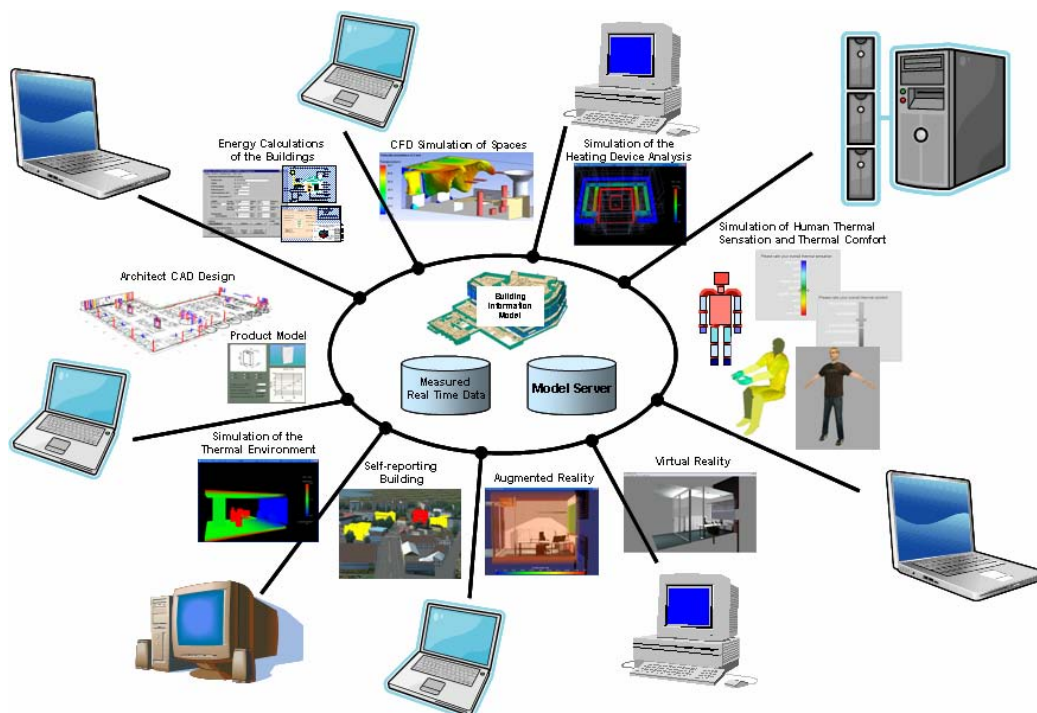 Energy Calculations
of the Buildings
CFD Simulation of Spaces
Simulation of the
Heating Device Analysis
Simulation of Human Thermal
Sensation and Thermal Comfort
Architect CAD Design
Product Model
Building
Information
Model
Measured
Real Time Data
Model Server
Simulation of the
Thermal Environment
Self-reporting
Building
Augmented Reality
Virtual Reality